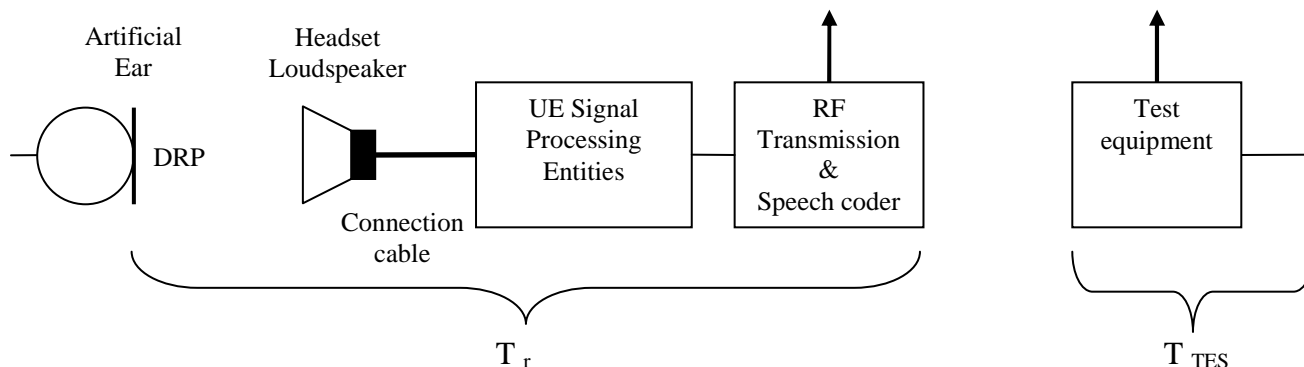 Artificial
Ear
DRP
Headset
Loudspeaker
Connection
cable
UE Signal
Processing
Entities
RF
Transmission
&
Speech coder
Test
equipment
T r
T TES